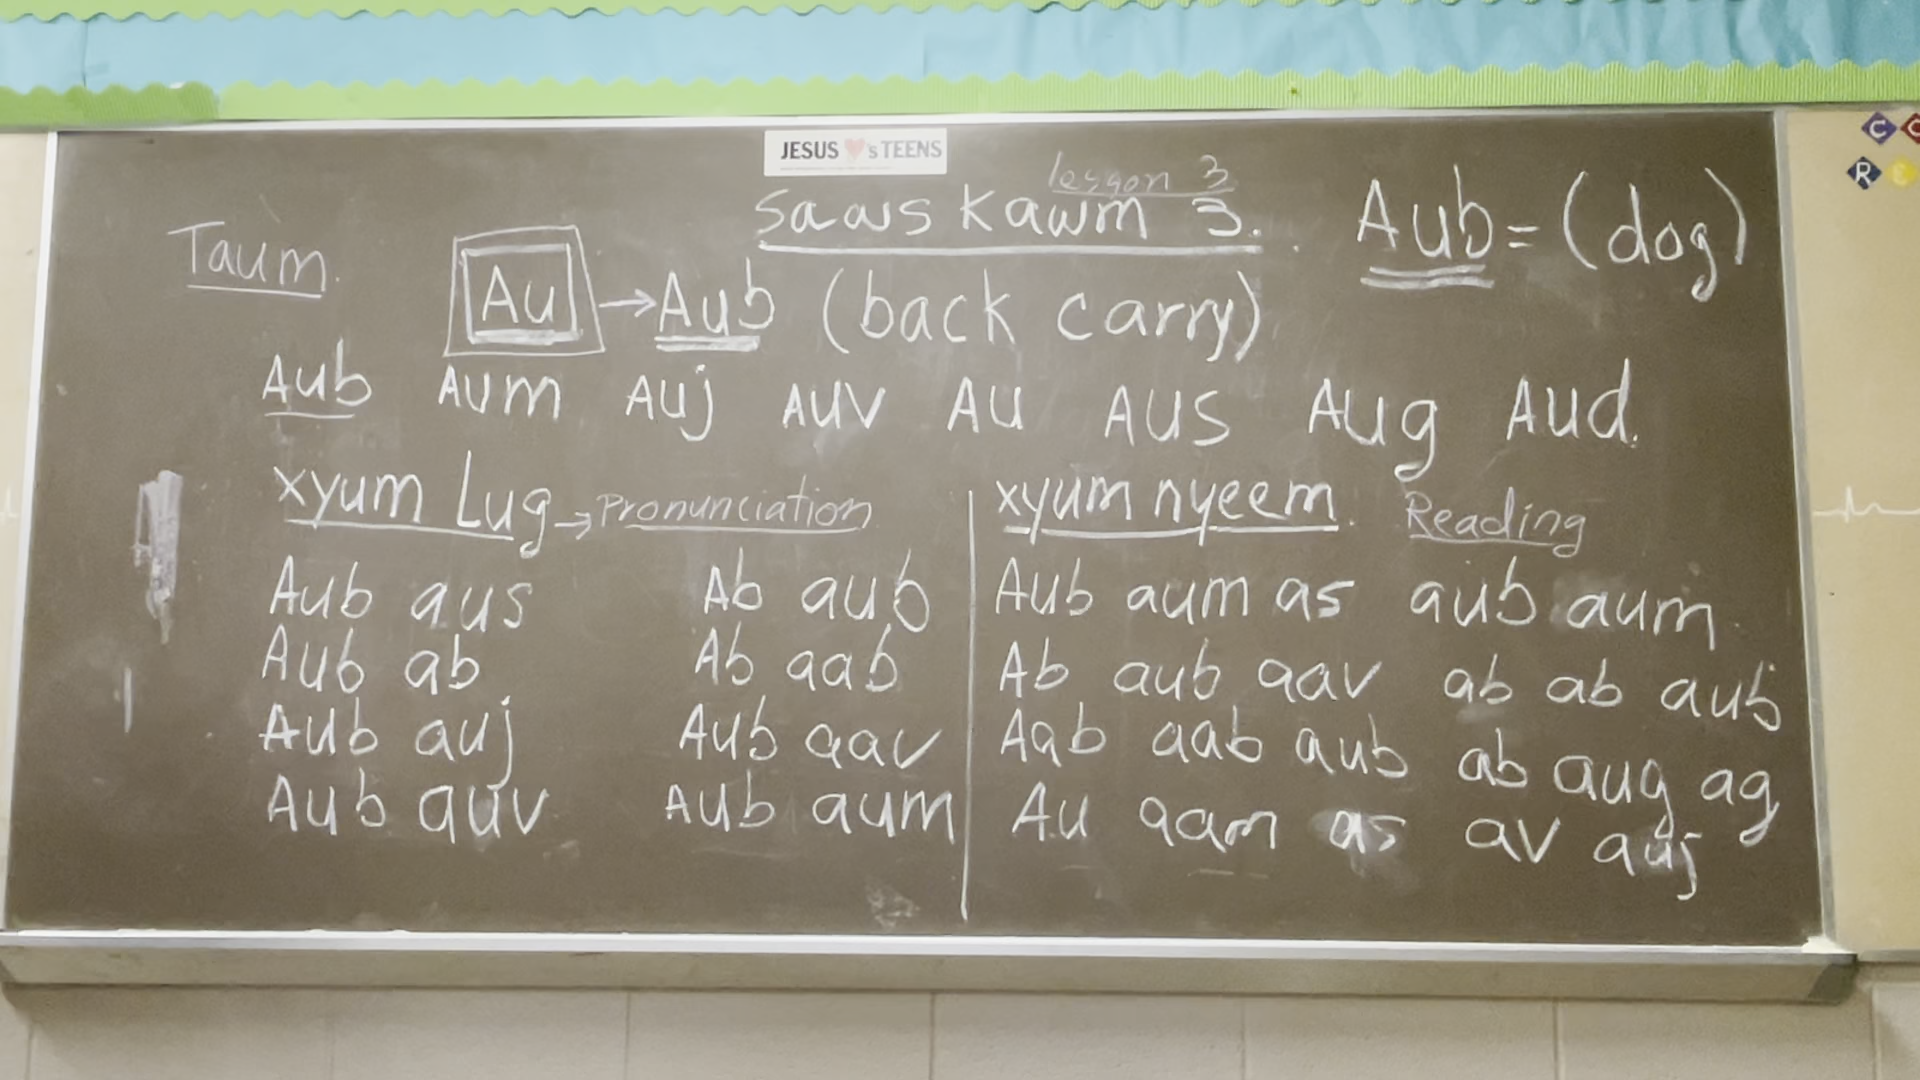 JESUS ❤'s TEENS
lesson 3
Saws Kawm 3.
Aub = (dog)
Taum.
Au → Aub (back carry)
Aub Aum Auj Auv Au Aus Aug Aud.
xyum Lug → Pronunciation
Aub aus Ab aub
Aub ab Ab aab
Aub auj Aub aav
Aub auv Aub aum
xyum nyeem. Reading
Aub aum as aub aum
Ab aub aav ab ab aub
Aab aab aub ab aug ag
Au aam as av auj
C C
R E